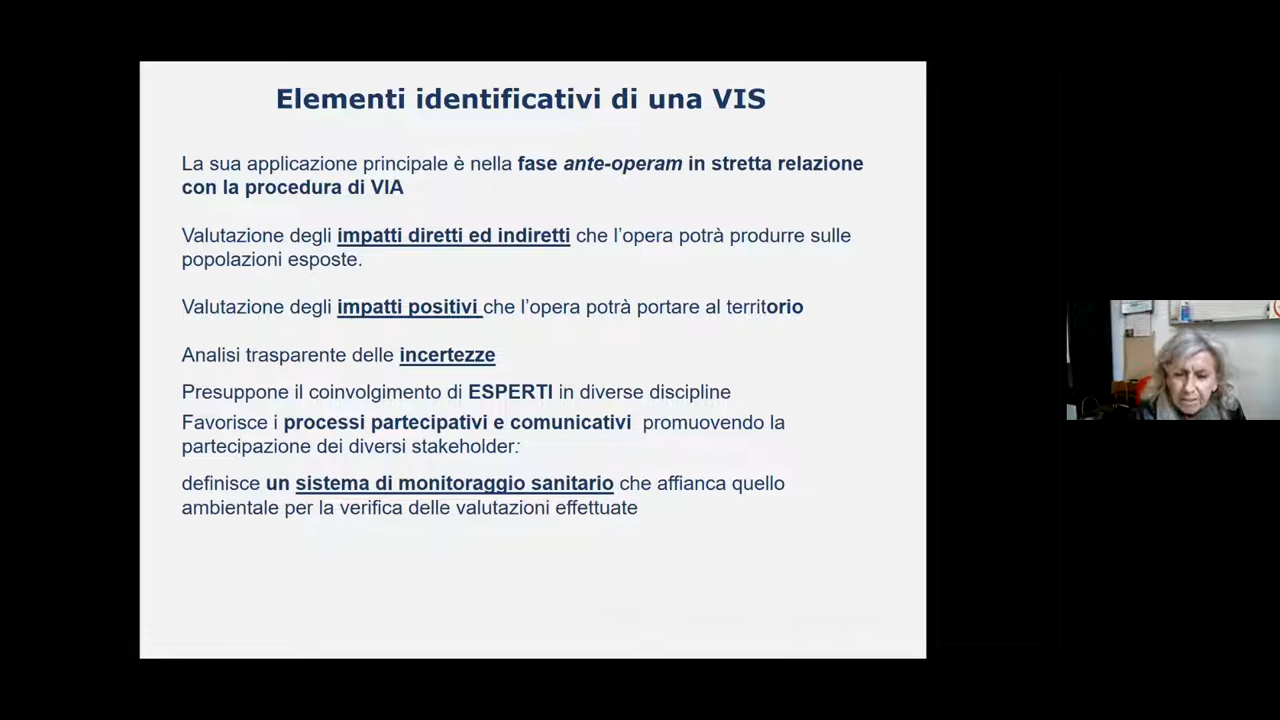 Elementi identificativi di una VIS
La sua applicazione principale è nella fase ante-operam in stretta relazione
con la procedura di VIA
Valutazione degli impatti diretti ed indiretti che l’opera potrà produrre sulle
popolazioni esposte.
Valutazione degli impatti positivi che l’opera potrà portare al territorio
Analisi trasparente delle incertezze
Presuppone il coinvolgimento di ESPERTI in diverse discipline
Favorisce i processi partecipativi e comunicativi promuovendo la
partecipazione dei diversi stakeholder:
definisce un sistema di monitoraggio sanitario che affianca quello
ambientale per la verifica delle valutazioni effettuate